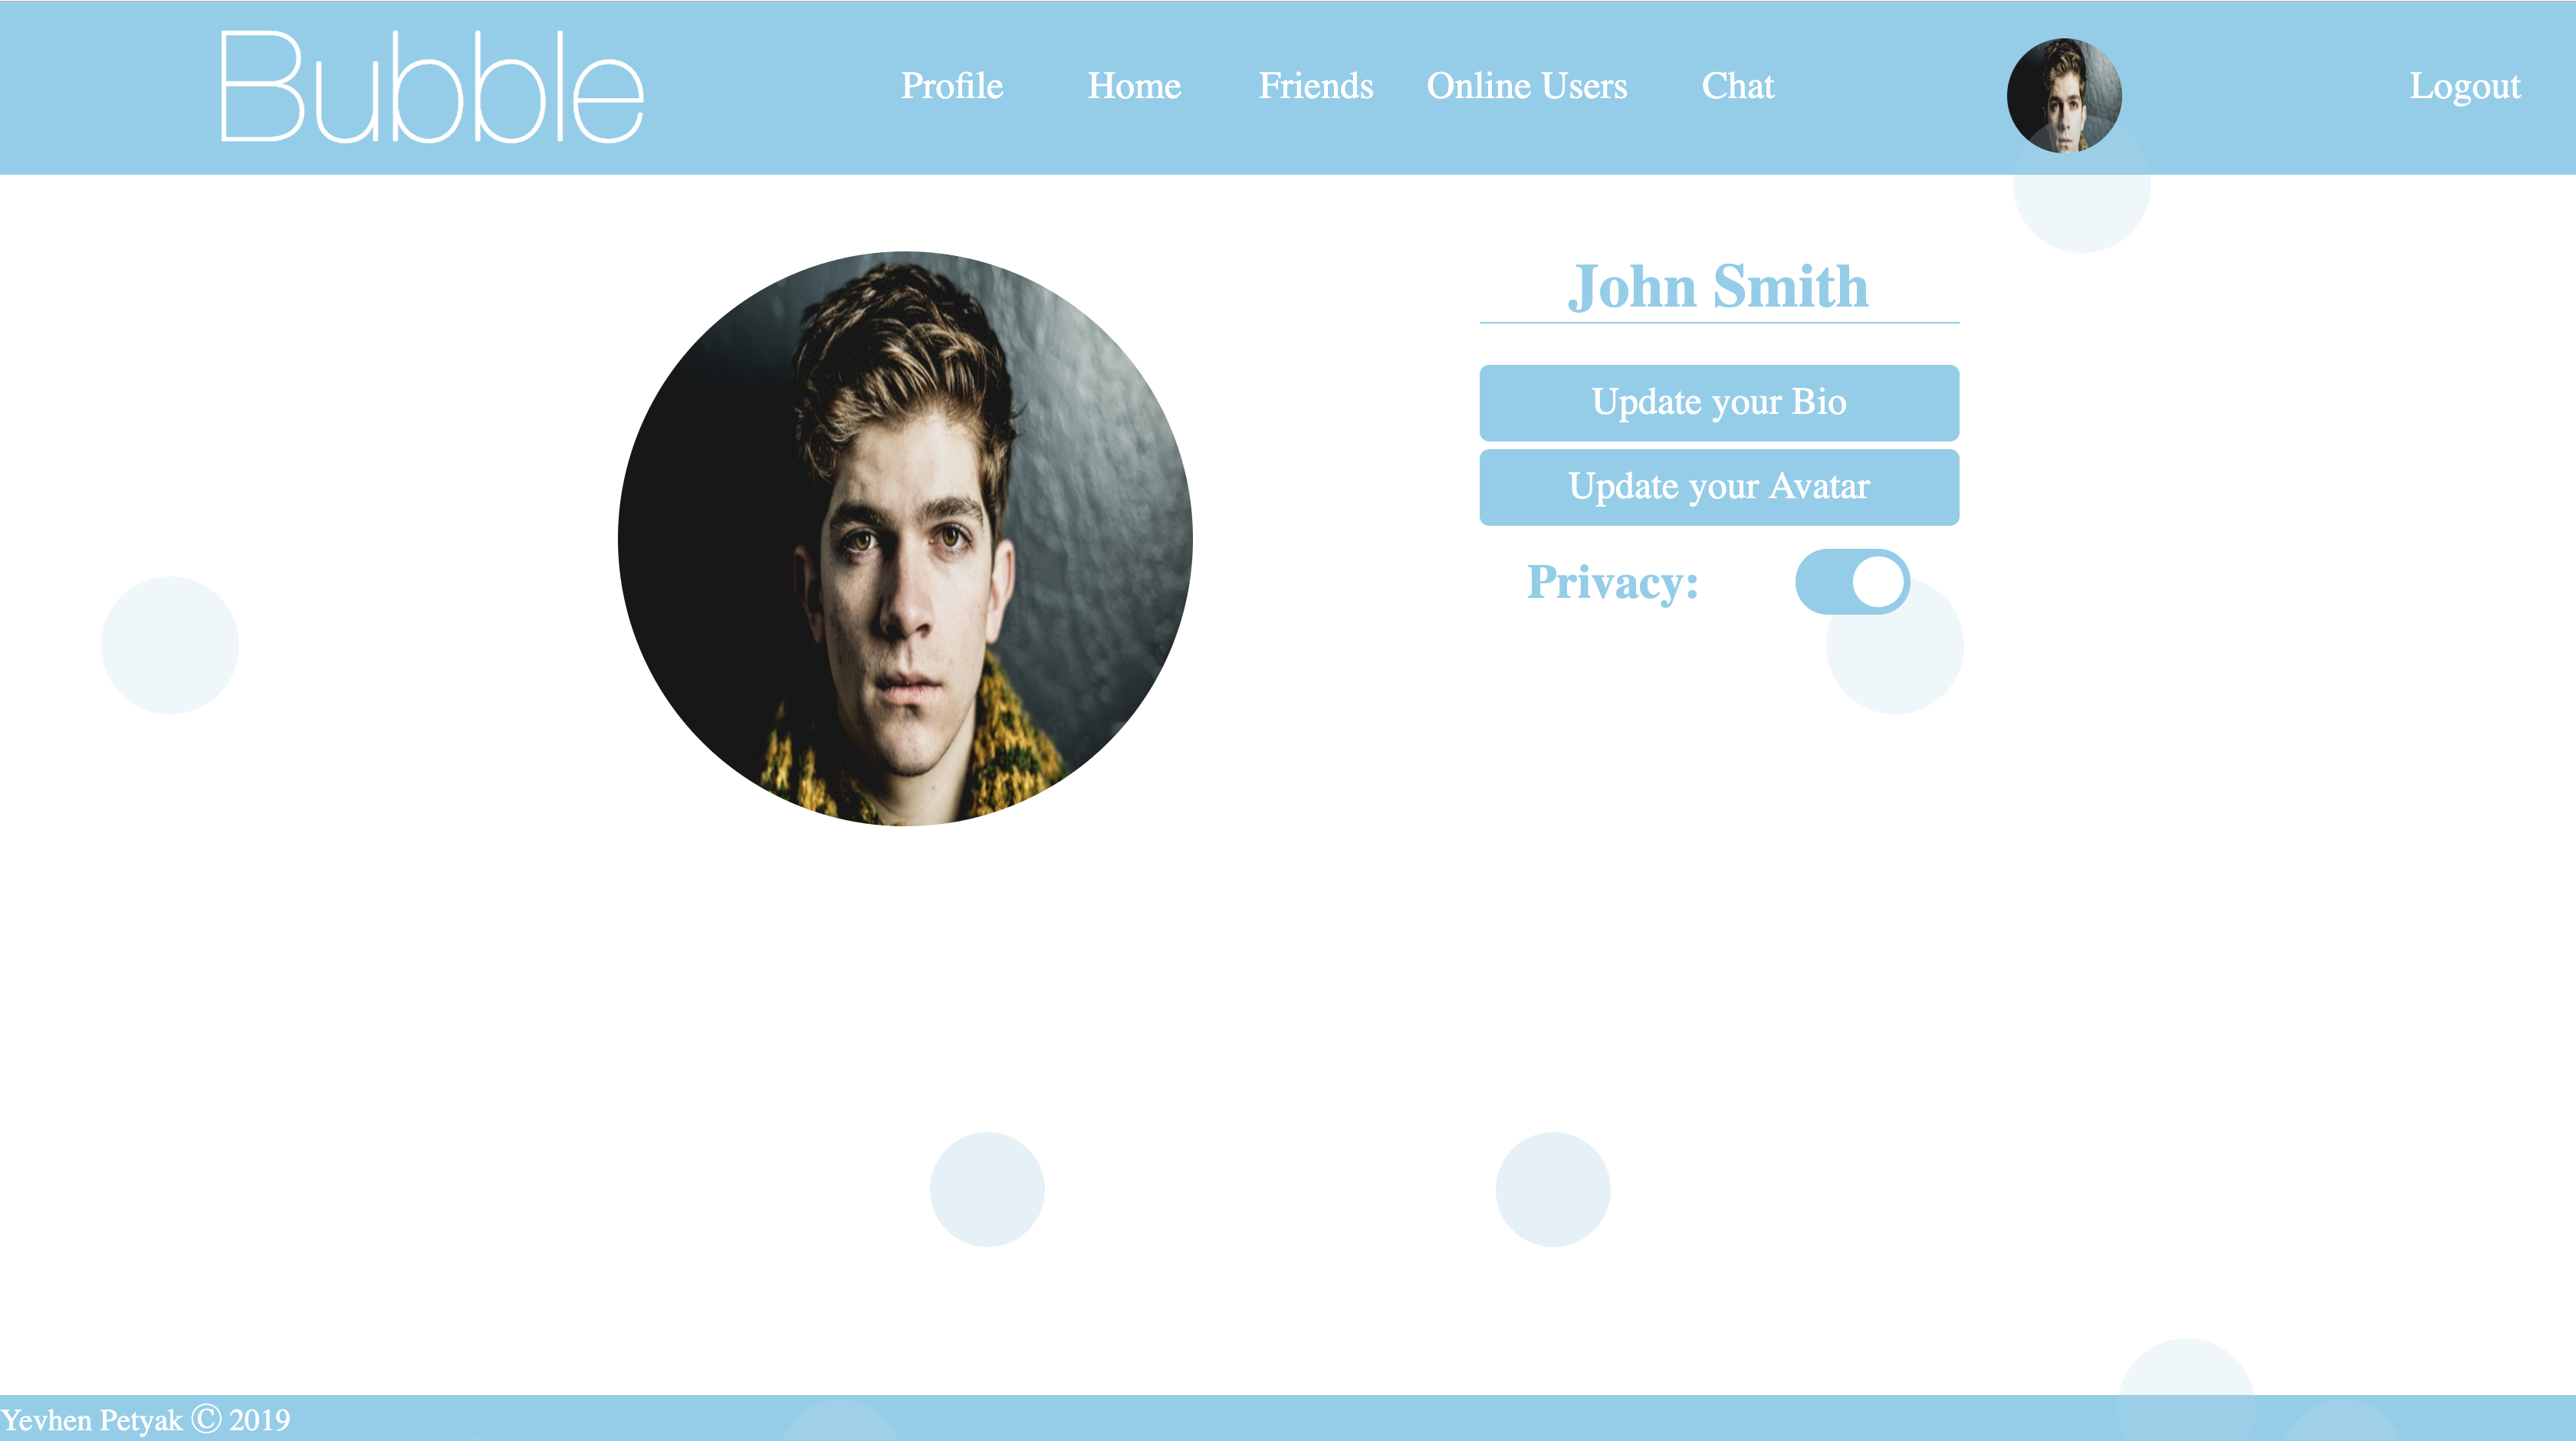 Bubble
Profile Home Friends Online Users Chat Logout
John Smith
Update your Bio
Update your Avatar
Privacy:
Yevhen Petyak © 2019